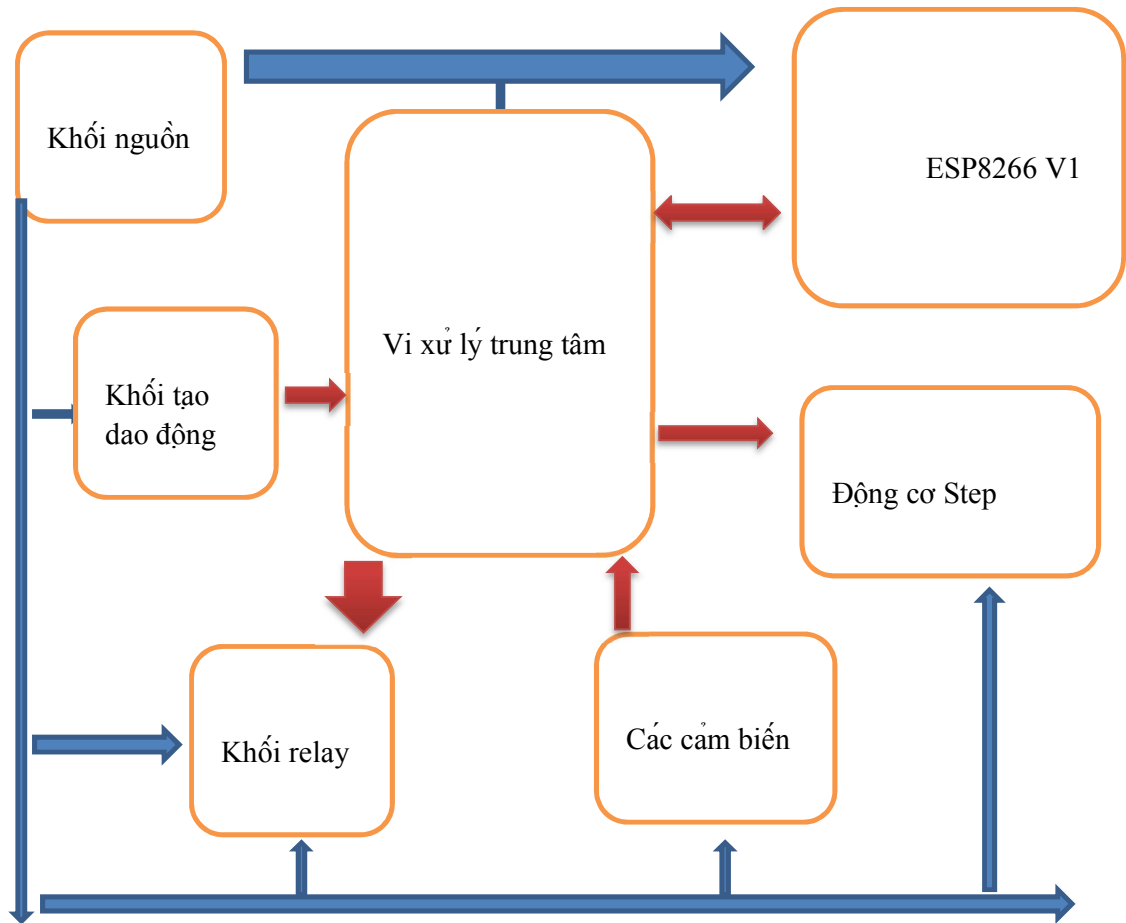 Khối nguồn
ESP8266 V1
Vi xử lý trung tâm
Khối tạo
dao động
Động cơ Step
Khối relay
Các cảm biến